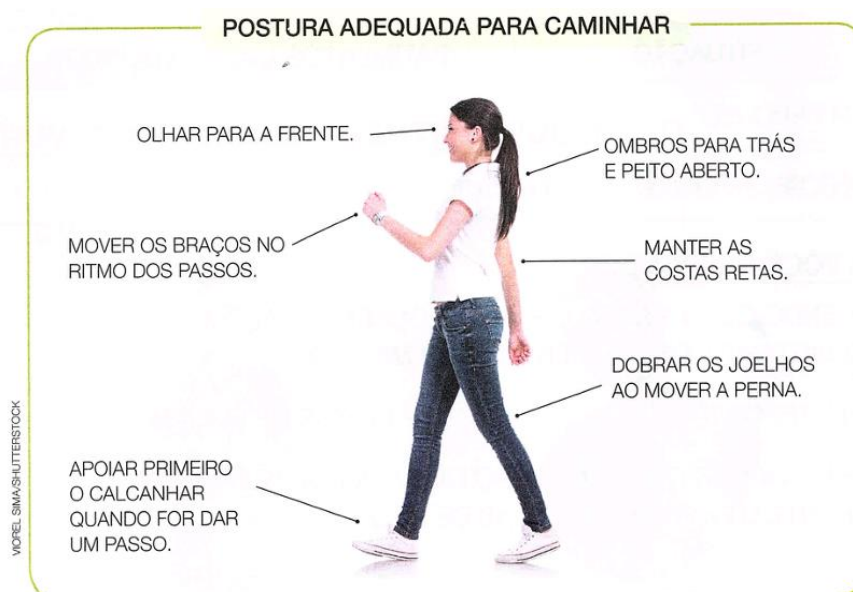 POSTURA ADEQUADA PARA CAMINHAR
OLHAR PARA A FRENTE.
OMBROS PARA TRÁS
E PEITO ABERTO.
MOVER OS BRAÇOS NO
RITMO DOS PASSOS.
MANTER AS
COSTAS RETAS.
DOBRAR OS JOELHOS
AO MOVER A PERNA.
APOIAR PRIMEIRO
O CALCANHAR
QUANDO FOR DAR
UM PASSO.
VIOREL SIMA/SHUTTERSTOCK